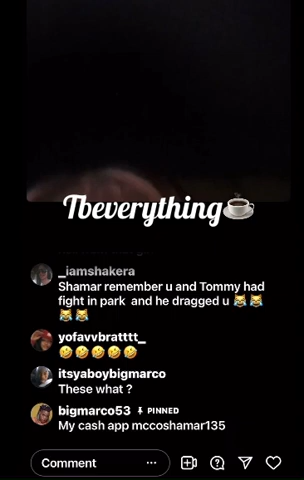 Tbeverything☕
_iamshakera
Shamar remember u and Tommy had
fight in park and he dragged u 😹😹
😹😹
yofavvbratttt_
🤣🤣🤣🤣🤣
itsyaboybigmarco
These what ?
bigmarco53 📌 PINNED
My cash app mccoshamar135
Comment ...